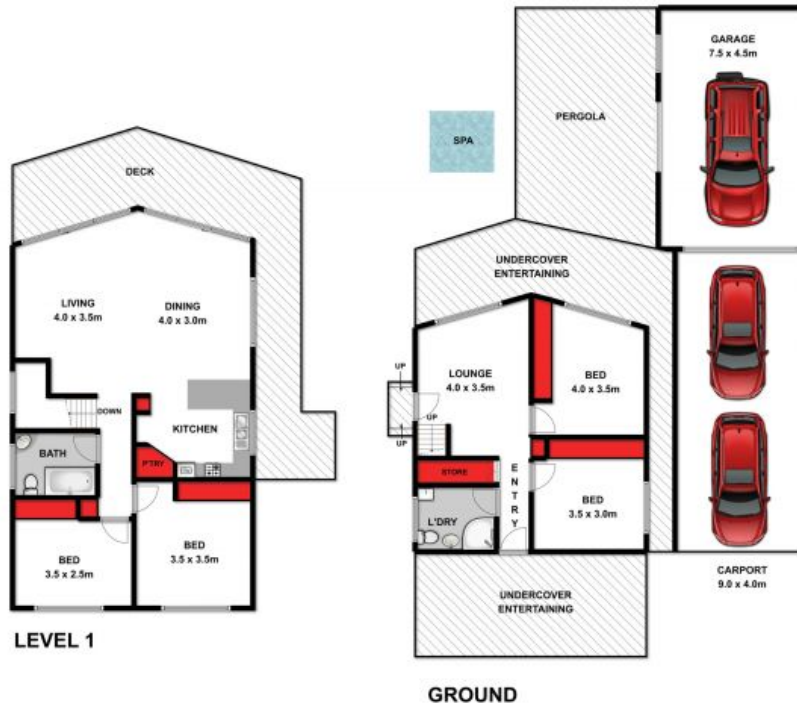 DECK
LIVING
4.0 x 3.5m
DINING
4.0 x 3.0m
DOWN
KITCHEN
BATH
P'TRY
BED
3.5 x 2.5m
BED
3.5 x 3.5m
LEVEL 1
GARAGE
7.5 x 4.5m
PERGOLA
SPA
UNDERCOVER
ENTERTAINING
UP
LOUNGE
4.0 x 3.5m
BED
4.0 x 3.5m
UP
UP
STORE
ENTRY
L'DRY
BED
3.5 x 3.0m
CARPORT
9.0 x 4.0m
UNDERCOVER
ENTERTAINING
GROUND